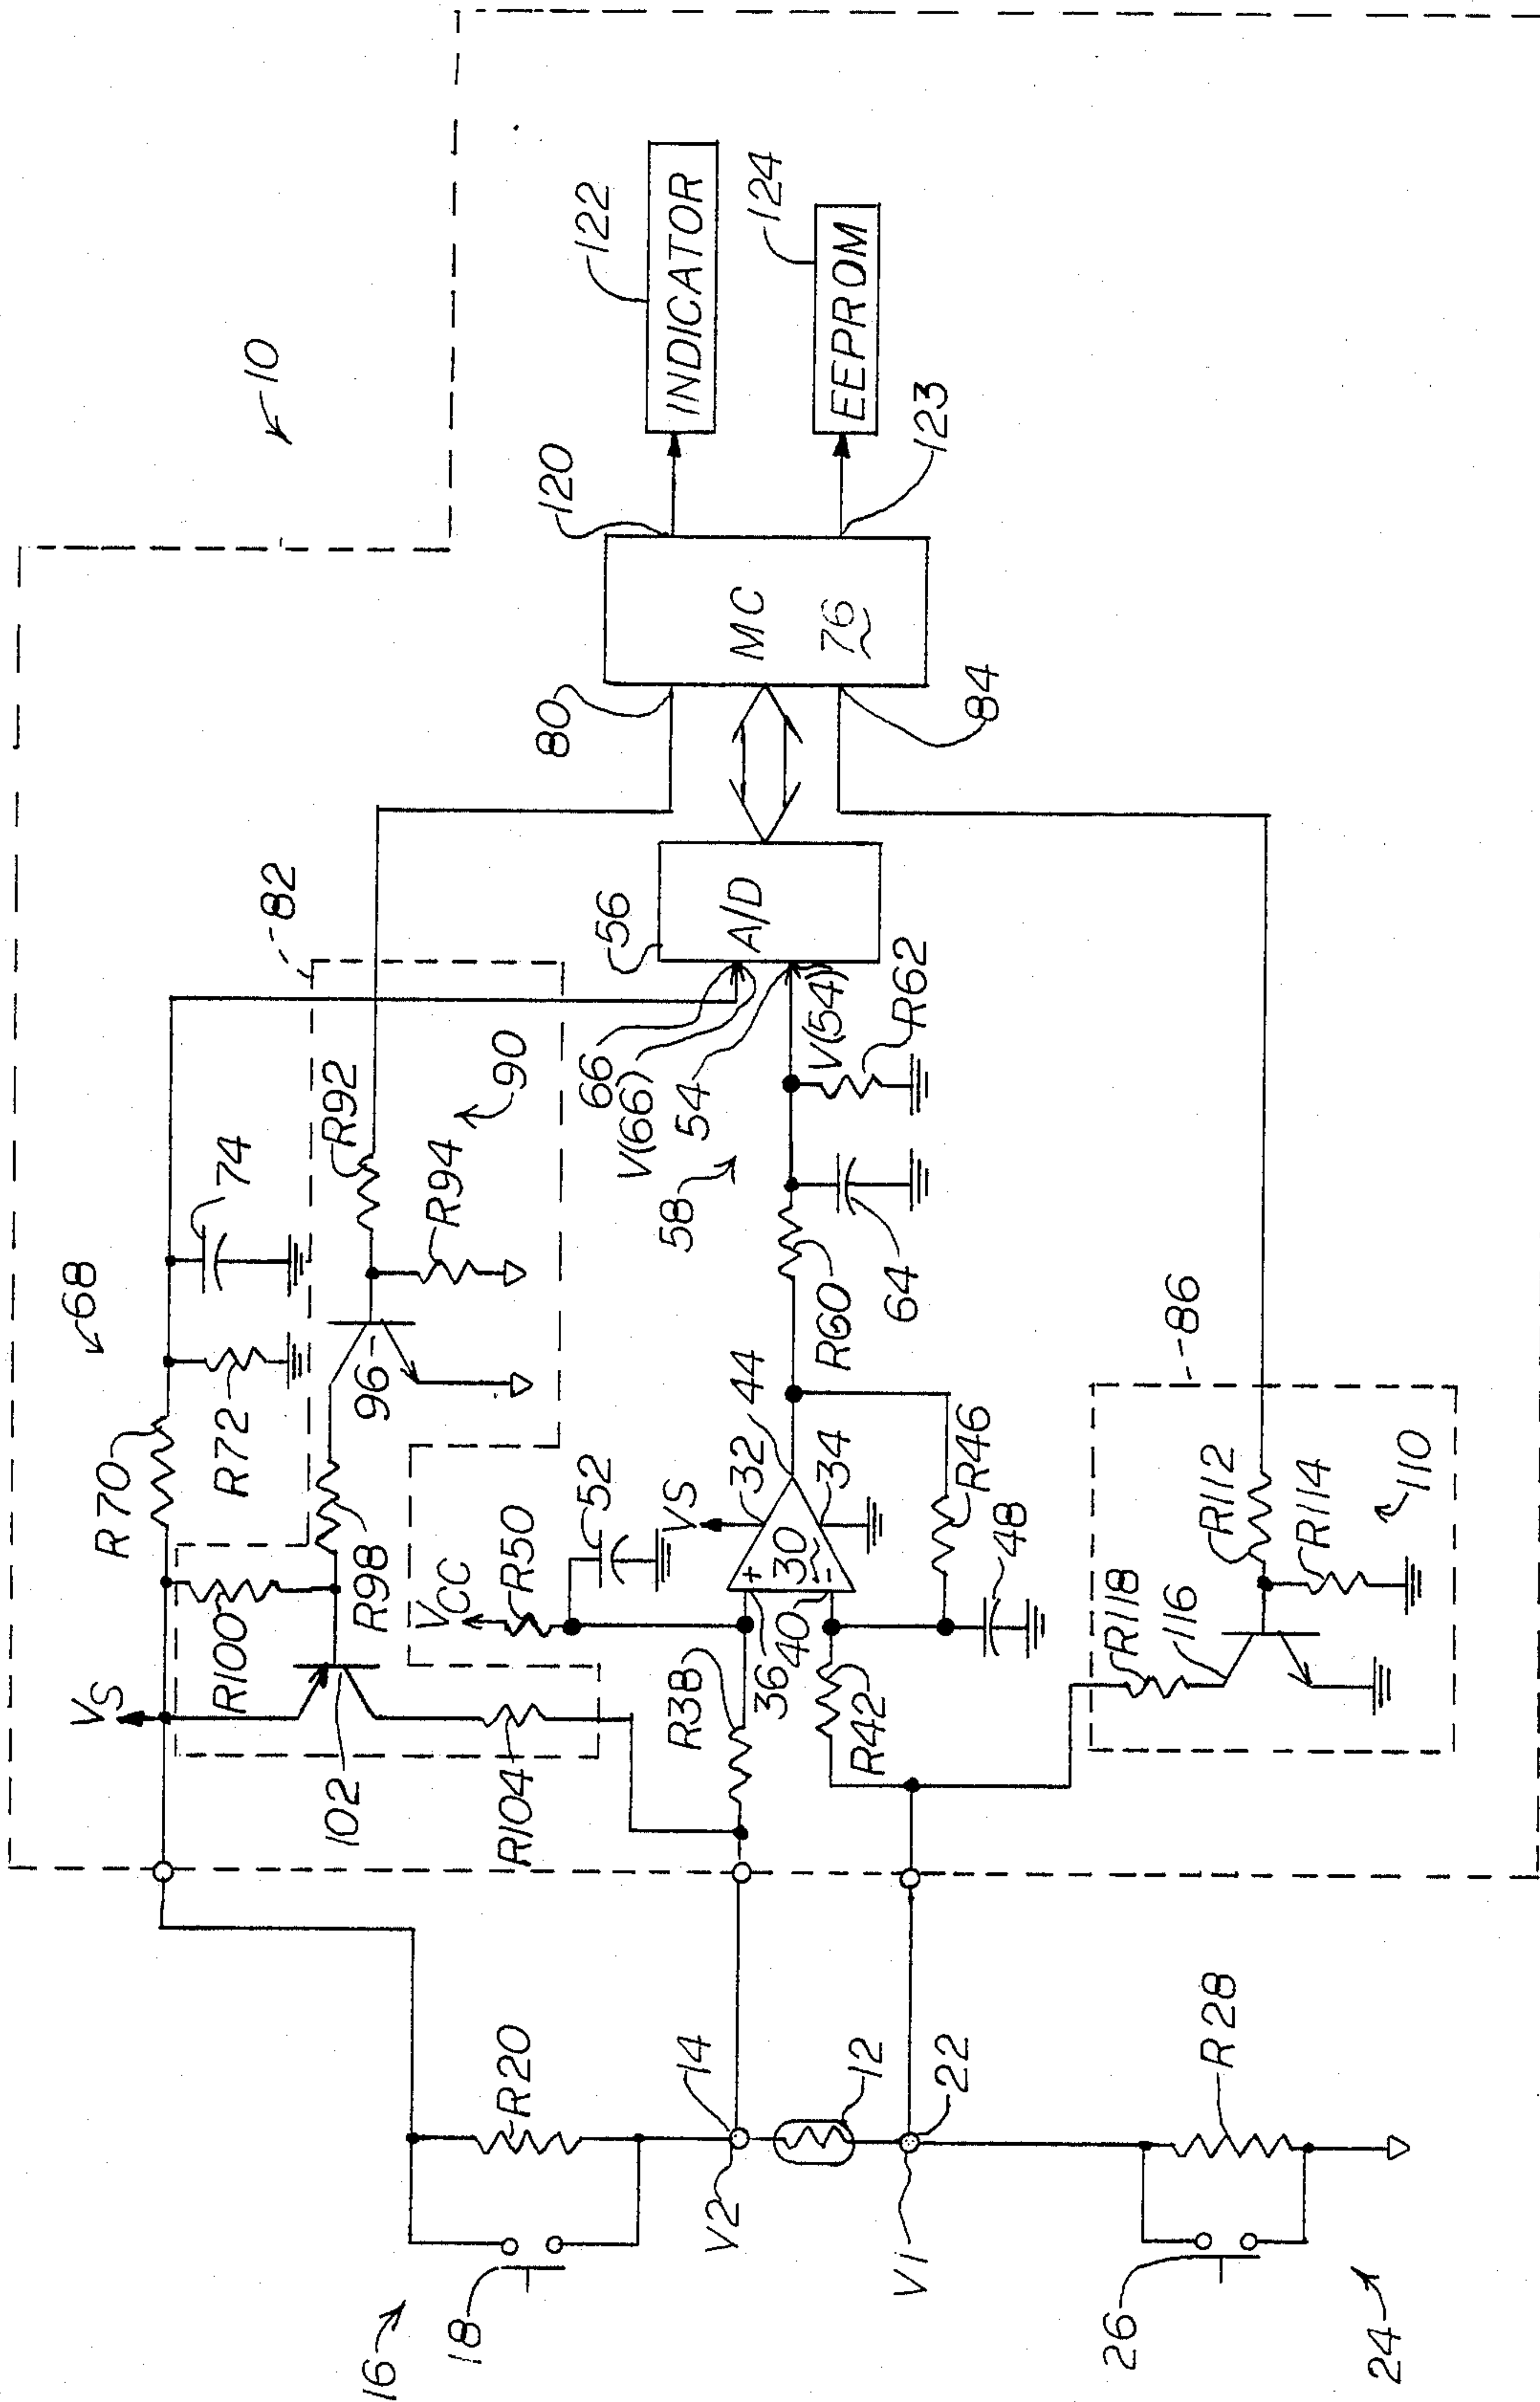 10
68
82
R70
74
R72
R92
R94
90
96
VS
R100
R98
102
R104
VCC
R50
52
VS
32
44
30
+
-
34
36
40
R38
R42
R46
48
R60
64
58
66
V(66)
54
V(54)
R62
56
A/D
80
84
MC
76
120
123
122
INDICATOR
124
EEPROM
86
R118
116
R112
R114
110
16
18
R20
V2
14
12
V1
22
26
R28
24